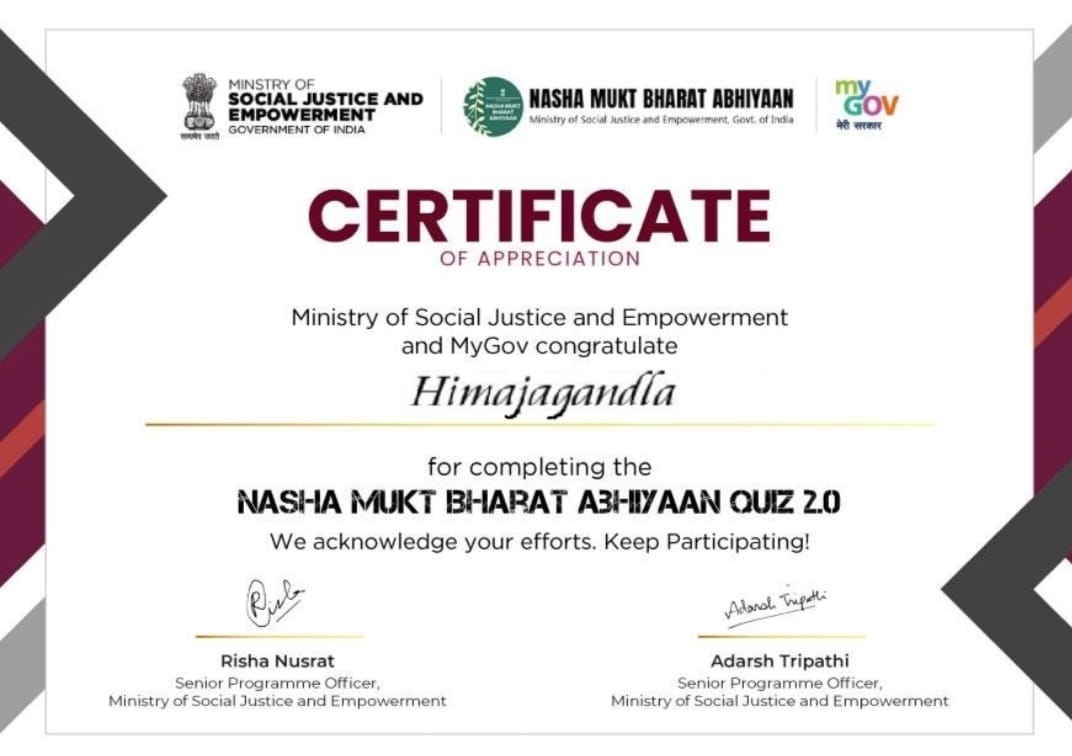 MINISTRY OF
SOCIAL JUSTICE AND
EMPOWERMENT
GOVERNMENT OF INDIA
सत्यमेव जयते
NASHA MUKT
BHARAT
ABHIYAAN
NASHA MUKT BHARAT ABHIYAAN
Ministry of Social Justice and Empowerment, Govt. of India
my
GOV
मेरी सरकार
CERTIFICATE
OF APPRECIATION
Ministry of Social Justice and Empowerment
and MyGov congratulate
Himajagandla
for completing the
NASHA MUKT BHARAT ABHIYAAN QUIZ 2.0
We acknowledge your efforts. Keep Participating!
Risha
Adarsh Tripathi
Risha Nusrat
Adarsh Tripathi
Senior Programme Officer,
Senior Programme Officer,
Ministry of Social Justice and Empowerment
Ministry of Social Justice and Empowerment